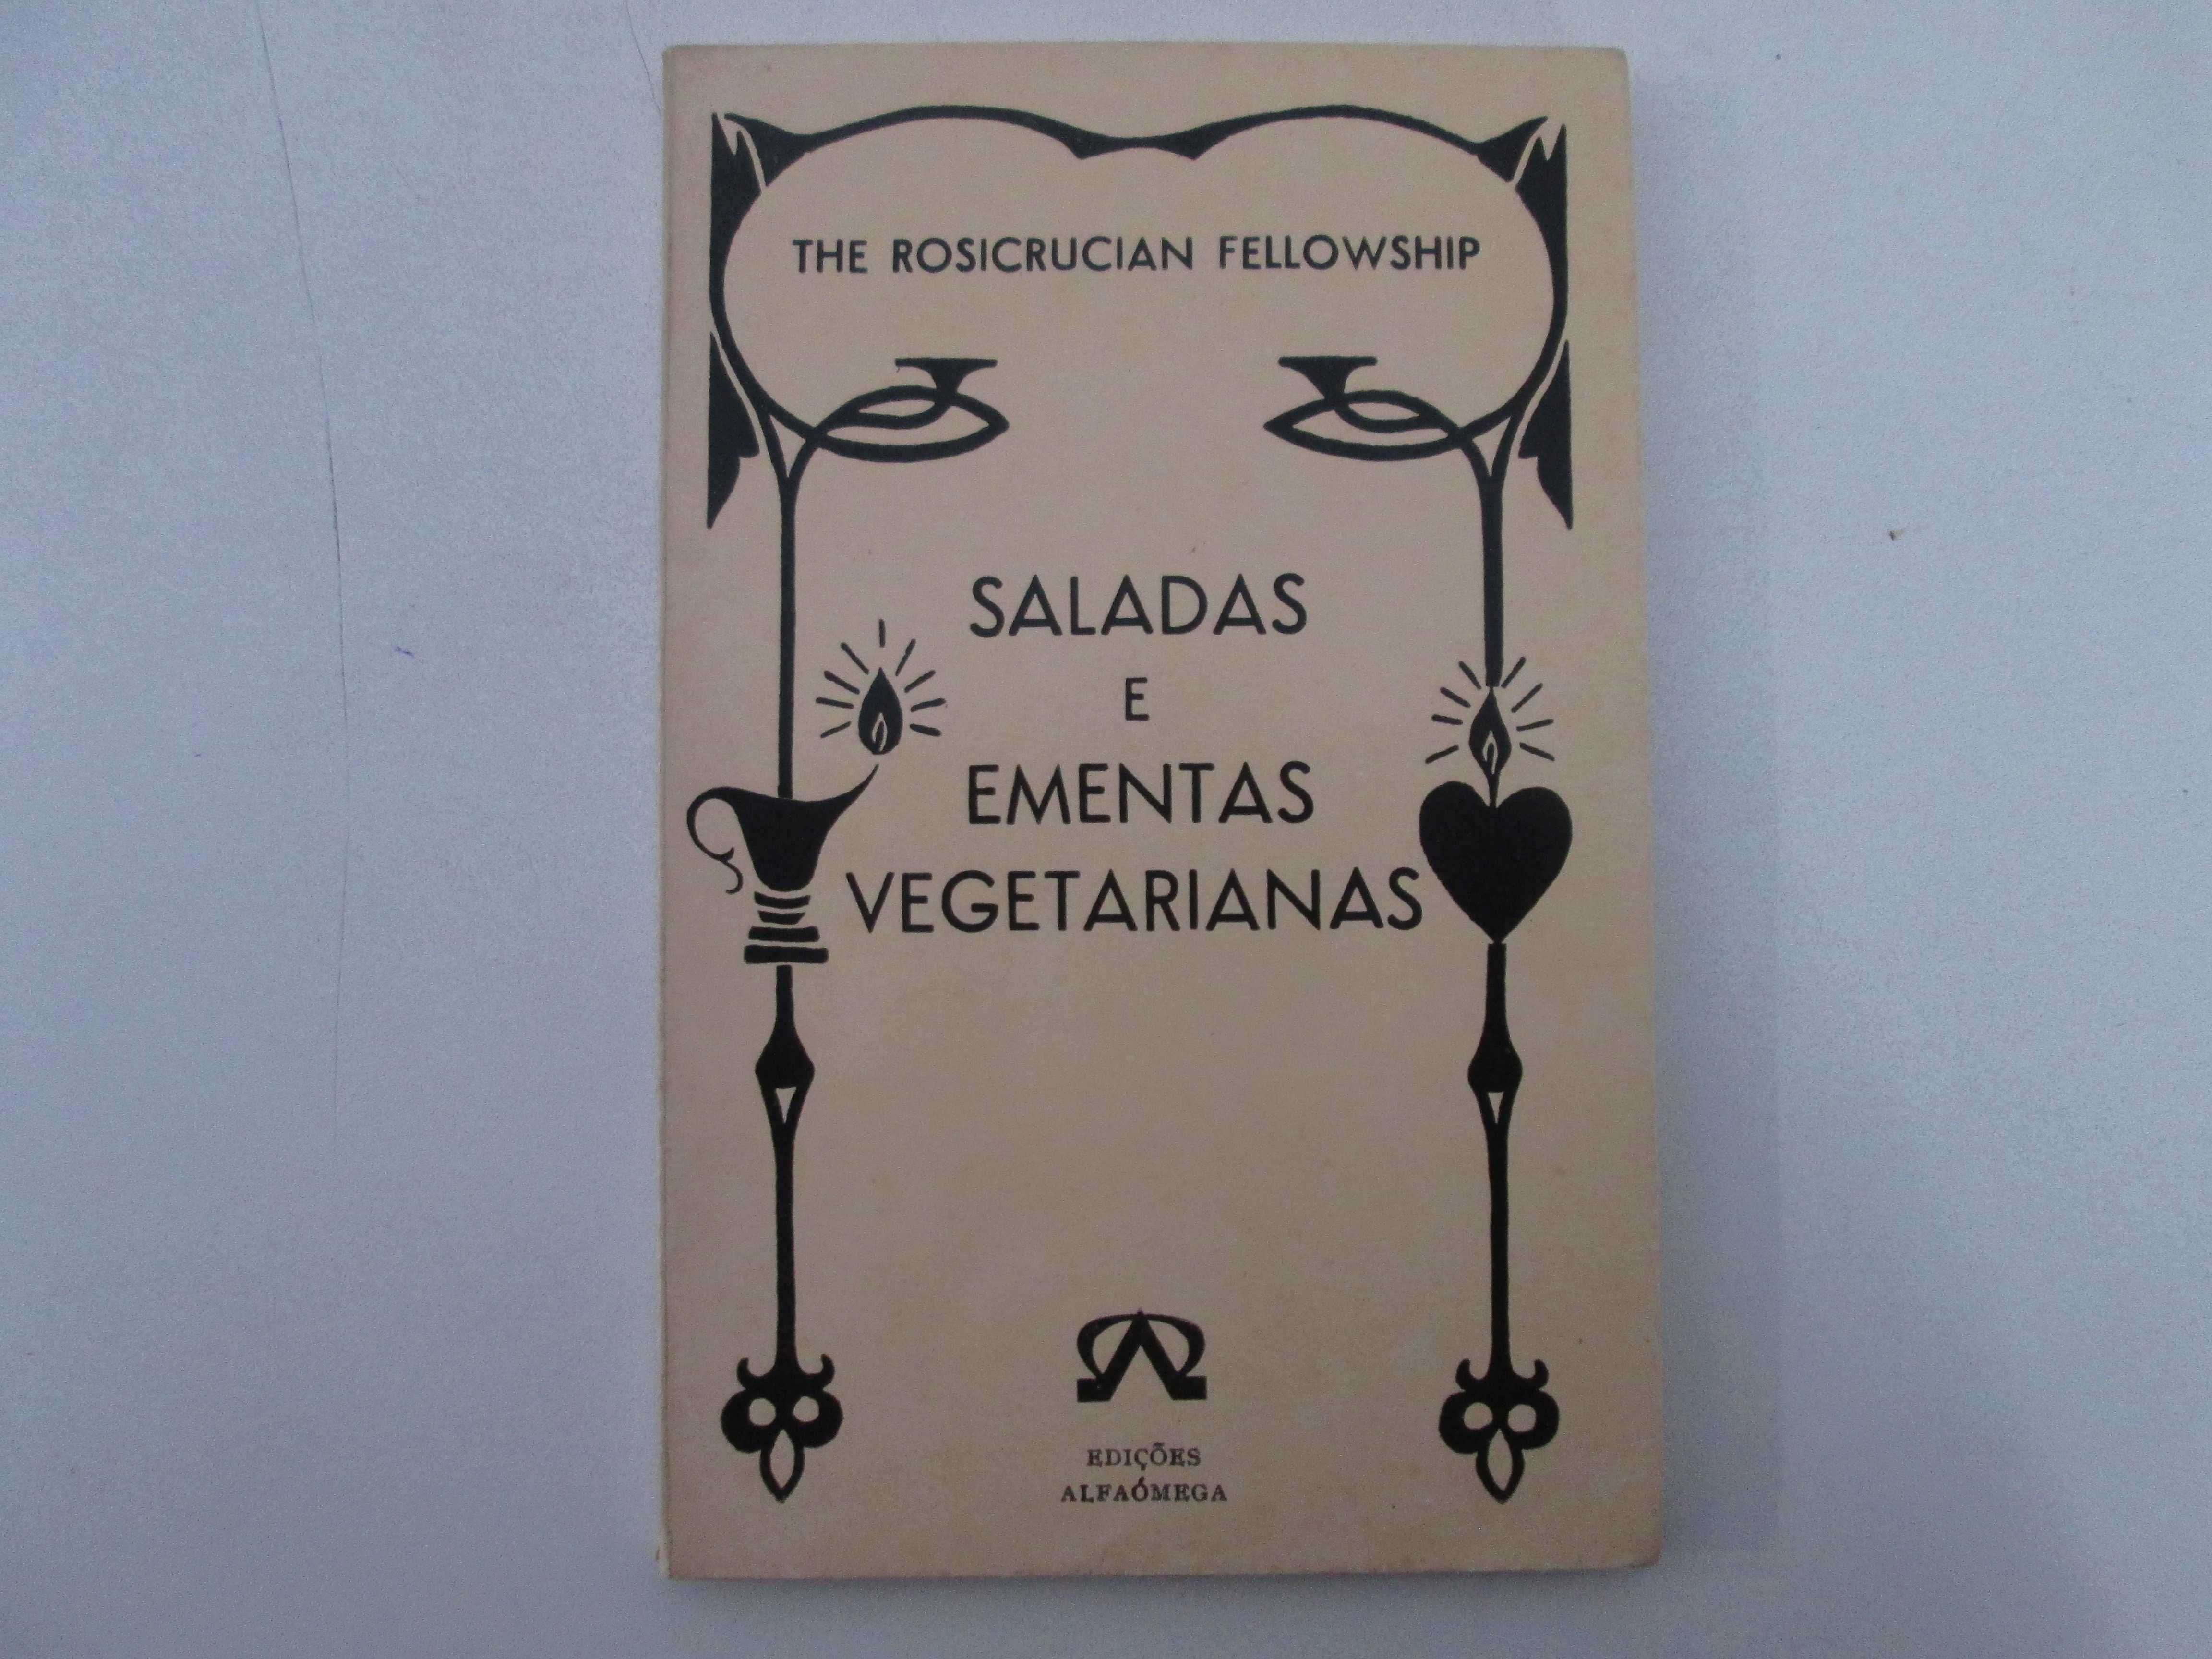 THE ROSICRUCIAN FELLOWSHIP
SALADAS
E
EMENTAS
VEGETARIANAS
EDIÇÕES
ALFAÓMEGA